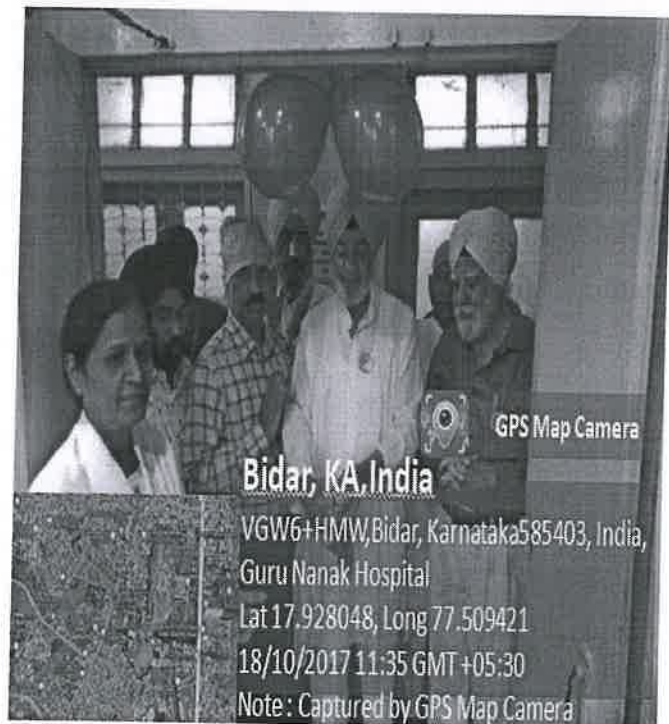 GPS Map Camera
Bidar, KA,India
VGW6+HMW,Bidar, Karnataka585403, India,
Guru Nanak Hospital
Lat 17.928048, Long 77.509421
18/10/2017 11:35 GMT +05:30
Note : Captured by GPS Map Camera